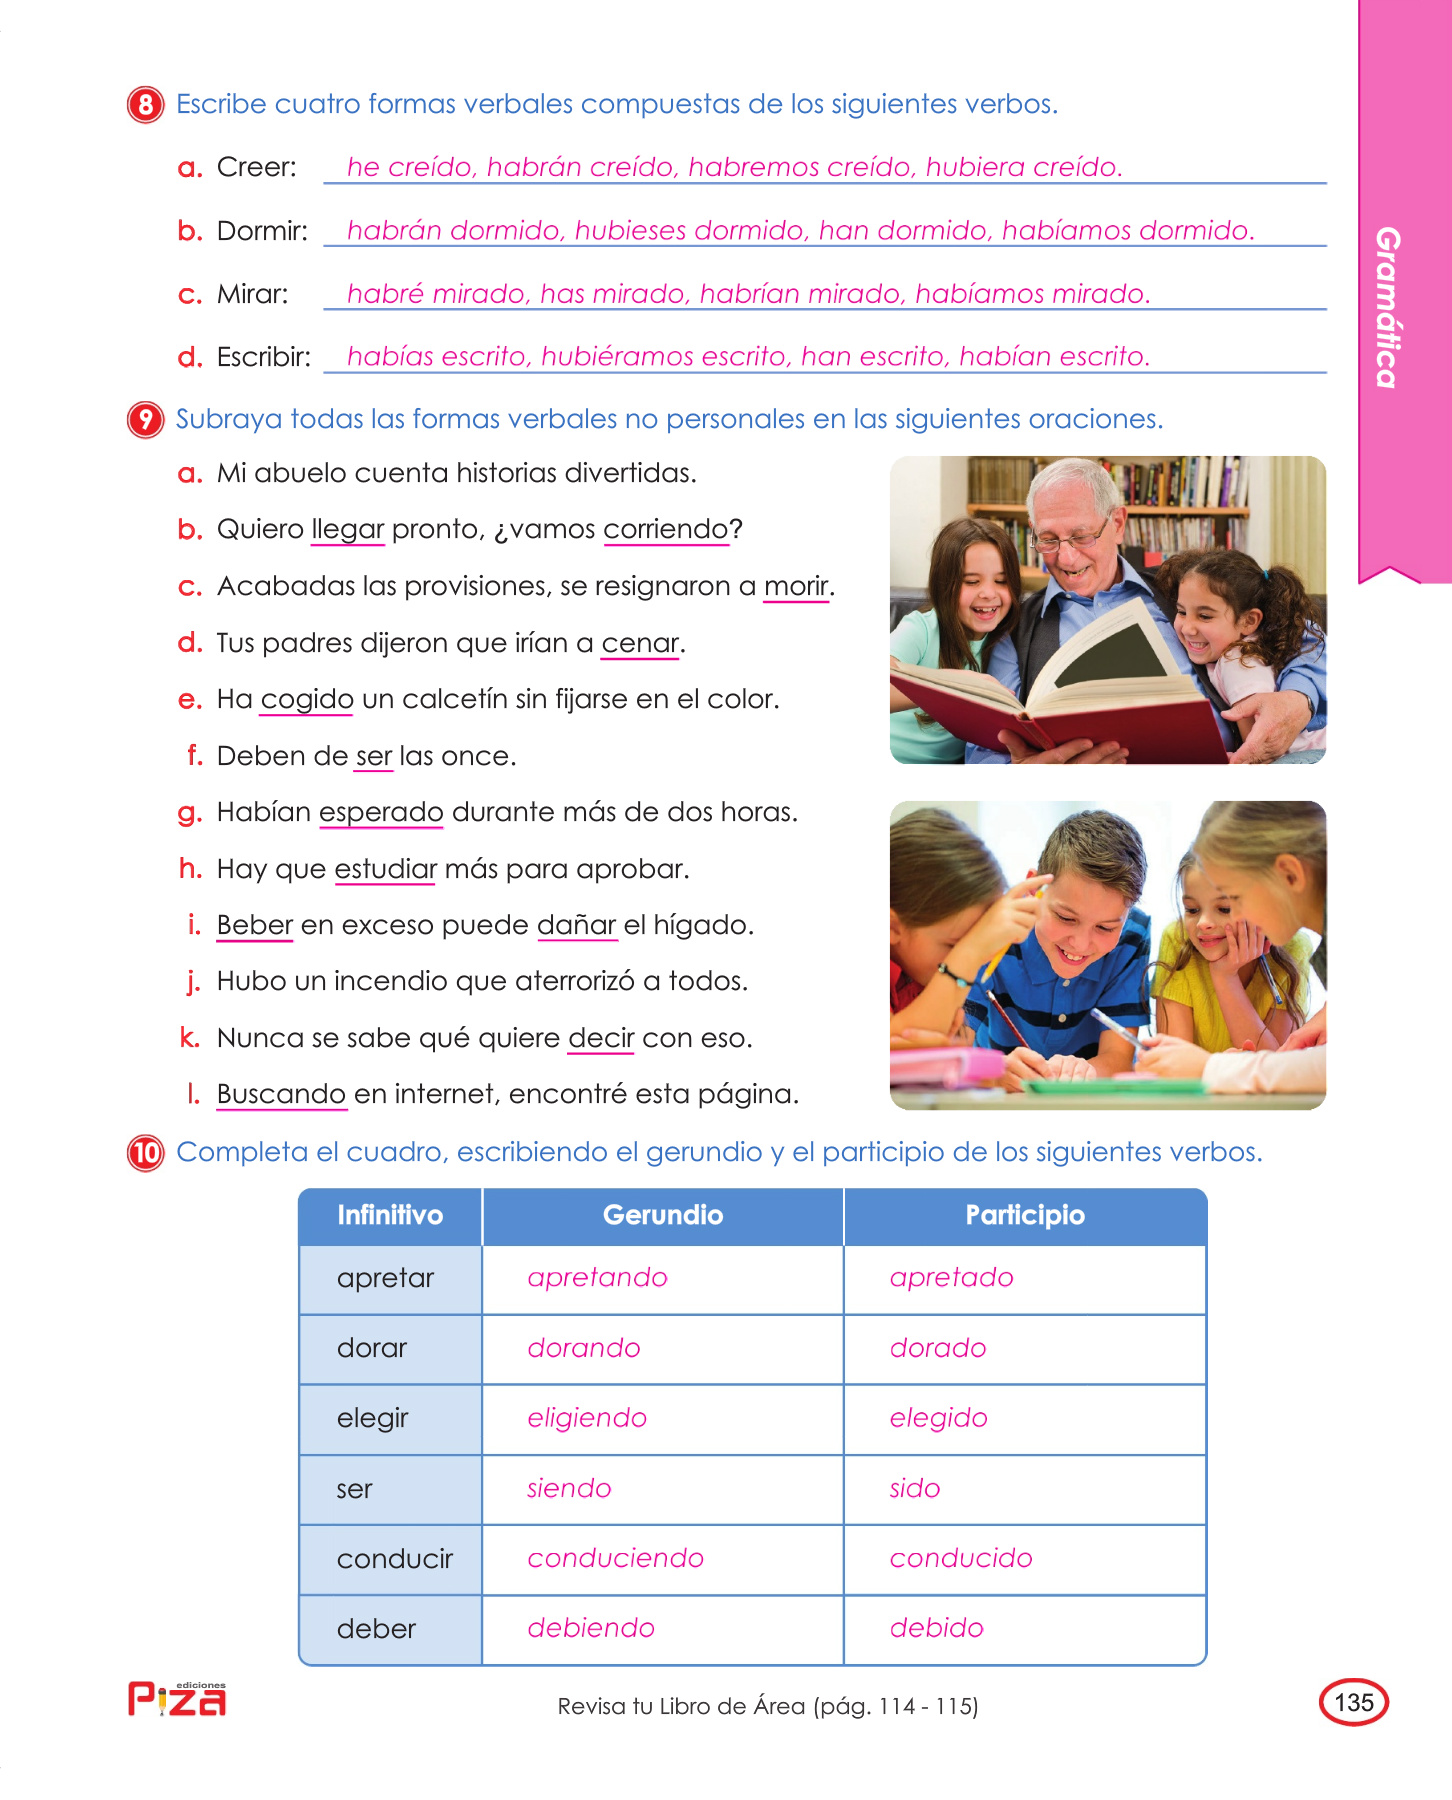 8 Escribe cuatro formas verbales compuestas de los siguientes verbos.
a. Creer: he creído, habrán creído, habremos creído, hubiera creído.
b. Dormir: habrán dormido, hubieses dormido, han dormido, habíamos dormido.
c. Mirar: habré mirado, has mirado, habrían mirado, habíamos mirado.
d. Escribir: habías escrito, hubiéramos escrito, han escrito, habían escrito.
Gramática
9 Subraya todas las formas verbales no personales en las siguientes oraciones.
a. Mi abuelo cuenta historias divertidas.
b. Quiero llegar pronto, ¿vamos corriendo?
c. Acabadas las provisiones, se resignaron a morir.
d. Tus padres dijeron que irían a cenar.
e. Ha cogido un calcetín sin fijarse en el color.
f. Deben de ser las once.
g. Habían esperado durante más de dos horas.
h. Hay que estudiar más para aprobar.
i. Beber en exceso puede dañar el hígado.
j. Hubo un incendio que aterrorizó a todos.
k. Nunca se sabe qué quiere decir con eso.
l. Buscando en internet, encontré esta página.
10 Completa el cuadro, escribiendo el gerundio y el participio de los siguientes verbos.
Infinitivo Gerundio Participio
apretar apretando apretado
dorar dorando dorado
elegir eligiendo elegido
ser siendo sido
conducir conduciendo conducido
deber debiendo debido
ediciones
Piza
Revisa tu Libro de Área (pág. 114 - 115)
135